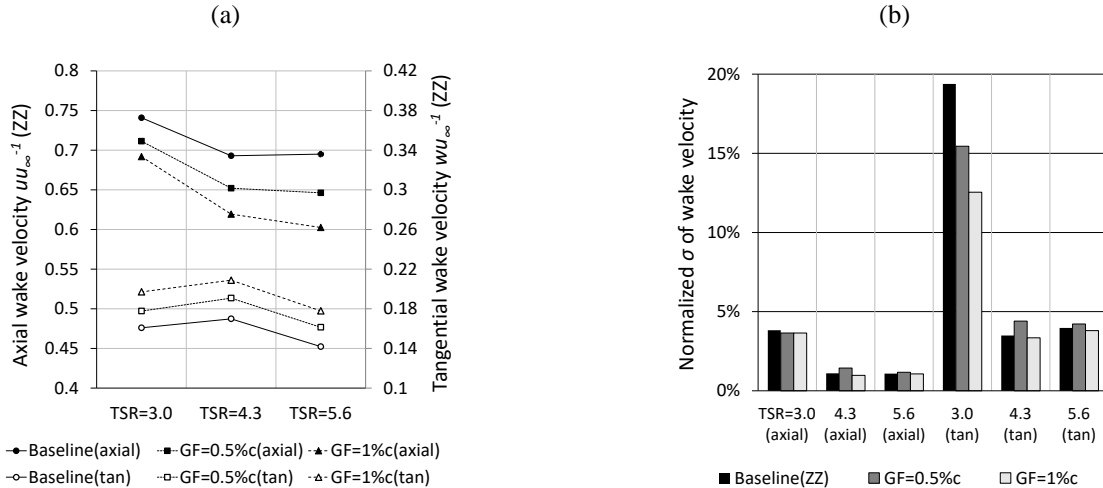 (a)
(b)
Axial wake velocity uu∞-1 (ZZ)
0.8
0.75
0.7
0.65
0.6
0.55
0.5
0.45
0.4
0.42
0.38
0.34
0.3
0.26
0.22
0.18
0.14
0.1
Tangential wake velocity wu∞-1 (ZZ)
TSR=3.0 TSR=4.3 TSR=5.6
Baseline(axial) GF=0.5%c(axial) GF=1%c(axial)
Baseline(tan) GF=0.5%c(tan) GF=1%c(tan)
Normalized σ of wake velocity
20%
15%
10%
5%
0%
TSR=3.0 4.3 5.6 3.0 4.3 5.6
(axial) (axial) (axial) (tan) (tan) (tan)
Baseline(ZZ) GF=0.5%c GF=1%c